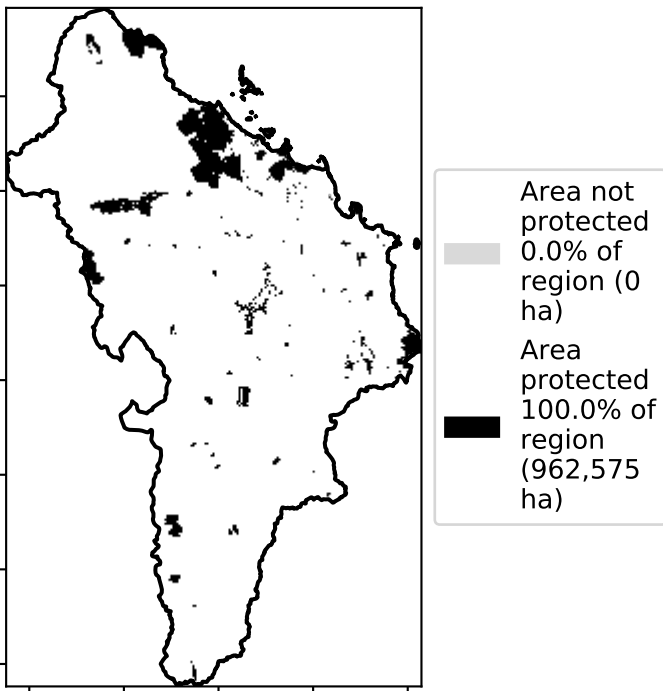 Area not
protected
0.0% of
region (0
ha)
Area
protected
100.0% of
region
(962,575
ha)